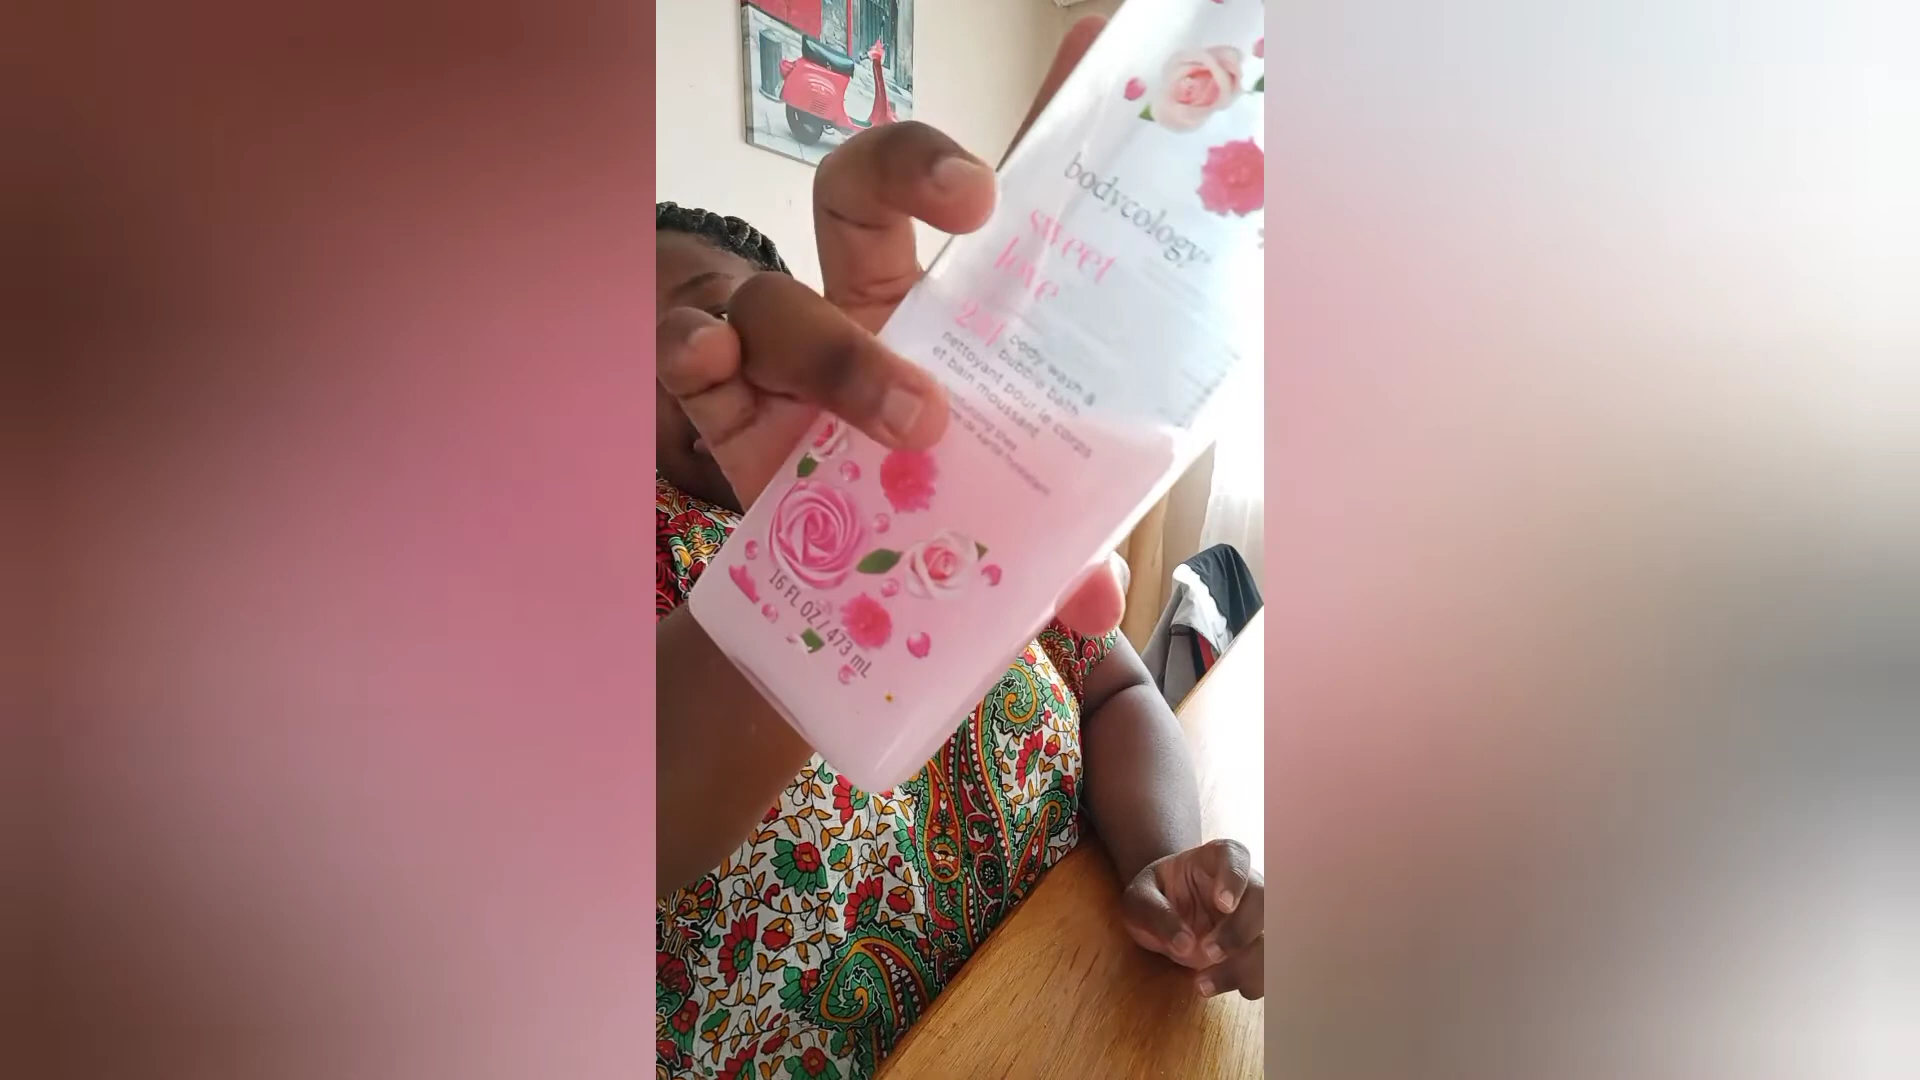 bodycology
sweet
love
2in1 body wash &
bubble bath
nettoyant pour le corps
et bain moussant
16 FL OZ / 473 mL